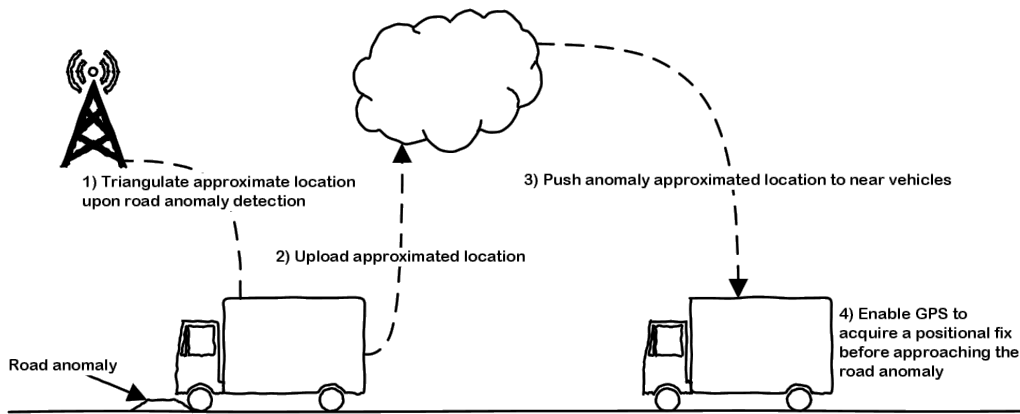 1) Triangulate approximate location
upon road anomaly detection
2) Upload approximated location
3) Push anomaly approximated location to near vehicles
4) Enable GPS to
acquire a positional fix
before approaching the
road anomaly
Road anomaly